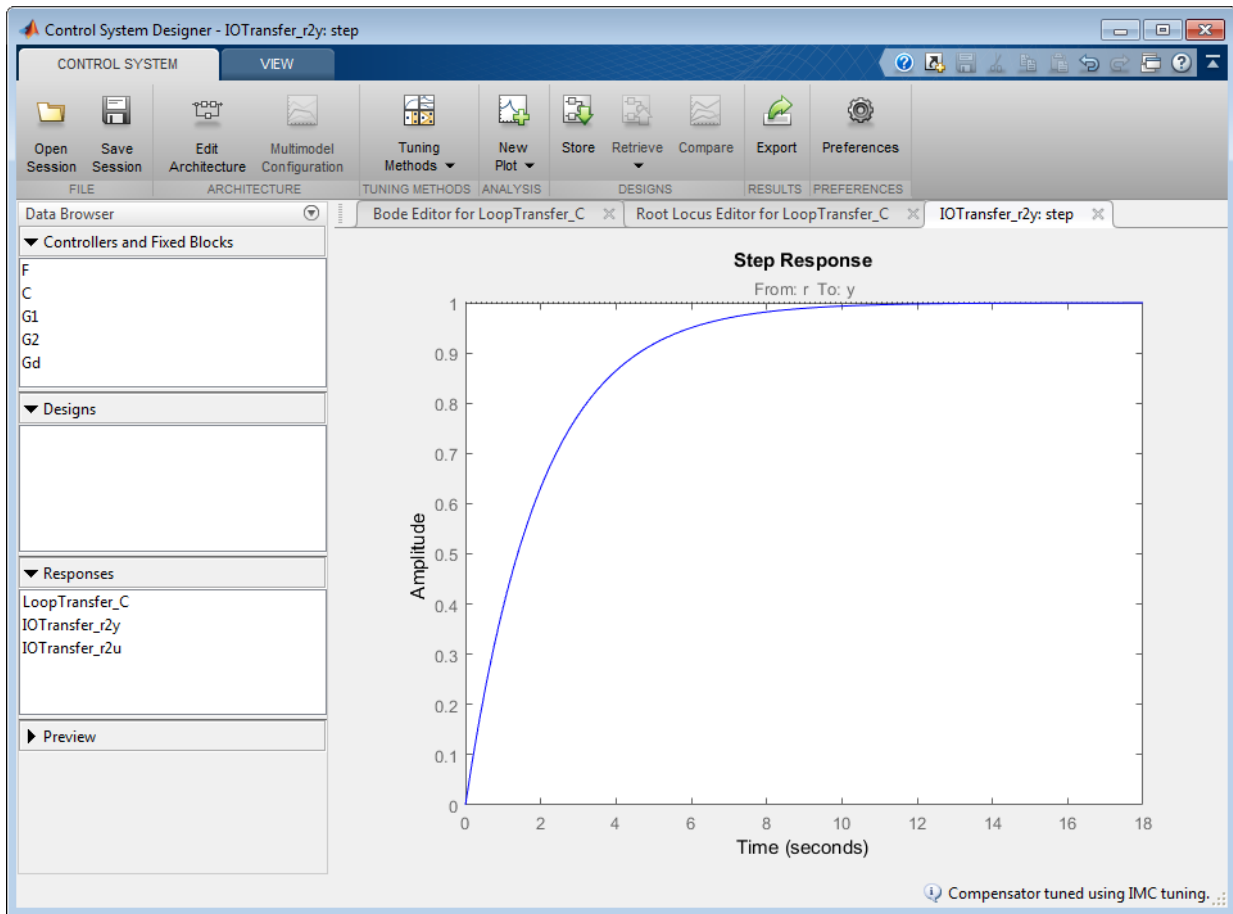 Control System Designer - IOTransfer_r2y: step
CONTROL SYSTEM VIEW
Open Session
Save Session
Edit Architecture
Multimodel Configuration
Tuning Methods
New Plot
Store
Retrieve
Compare
Export
Preferences
FILE ARCHITECTURE TUNING METHODS ANALYSIS DESIGNS RESULTS PREFERENCES
Data Browser
Controllers and Fixed Blocks
F
C
G1
G2
Gd
Designs
Responses
LoopTransfer_C
IOTransfer_r2y
IOTransfer_r2u
Preview
Bode Editor for LoopTransfer_C Root Locus Editor for LoopTransfer_C IOTransfer_r2y: step
Step Response
From: r To: y
1
0.9
0.8
0.7
0.6
0.5
0.4
0.3
0.2
0.1
0
Amplitude
0 2 4 6 8 10 12 14 16 18
Time (seconds)
Compensator tuned using IMC tuning.